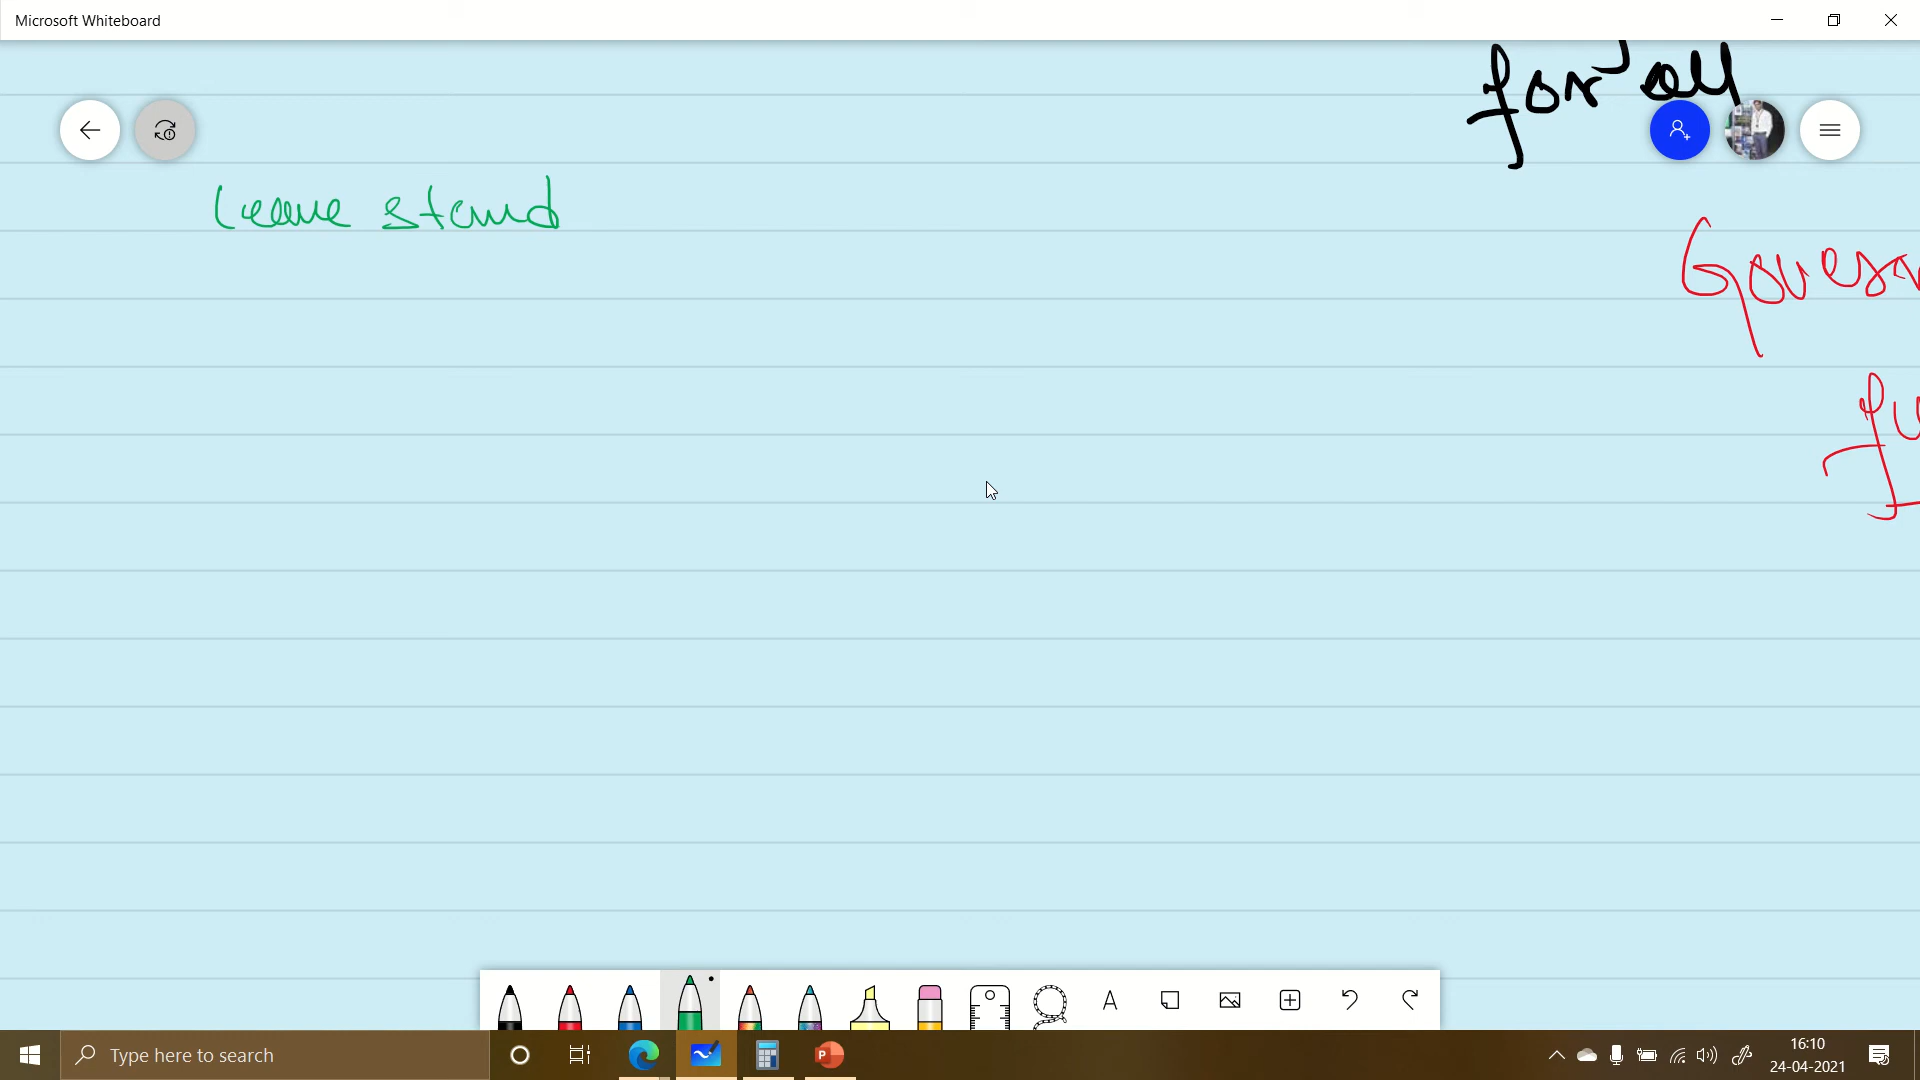 Microsoft Whiteboard
for all
Leave stand
Type here to search
16:10
24-04-2021